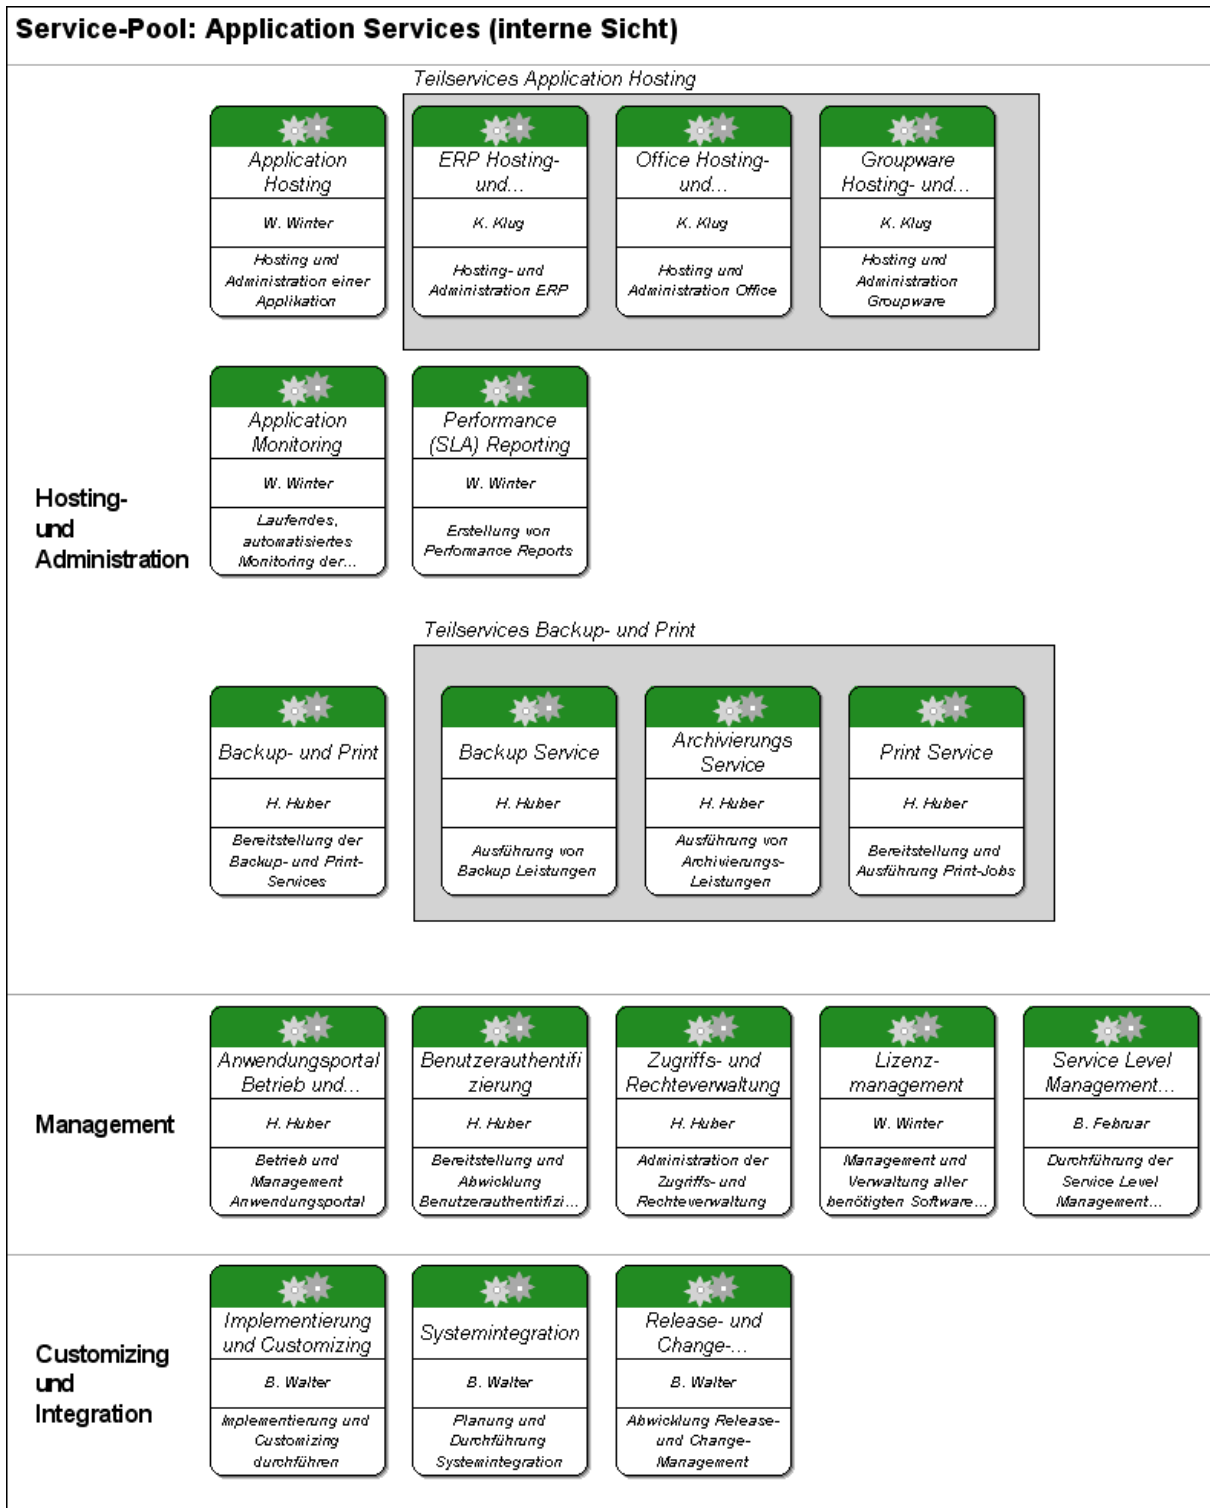 Service-Pool: Application Services (interne Sicht)
Teilservices Application Hosting
Application
Hosting
W. Winter
Hosting und
Administration einer
Applikation
ERP Hosting-
und...
K. Klug
Hosting- und
Administration ERP
Office Hosting-
und...
K. Klug
Hosting und
Administration Office
Groupware
Hosting- und...
K. Klug
Hosting und
Administration
Groupware
Hosting-
und
Administration
Application
Monitoring
W. Winter
Laufendes,
automatisiertes
Monitoring der...
Performance
(SLA) Reporting
W. Winter
Erstellung von
Performance Reports
Teilservices Backup- und Print
Backup- und Print
H. Huber
Bereitstellung der
Backup- und Print-
Services
Backup Service
H. Huber
Ausführung von
Backup Leistungen
Archivierungs
Service
H. Huber
Ausführung von
Archivierungs-
Leistungen
Print Service
H. Huber
Bereitstellung und
Ausführung Print-Jobs
Management
Anwendungsportal
Betrieb und...
H. Huber
Betrieb und
Management
Anwendungsportal
Benutzerauthentifi
zierung
H. Huber
Bereitstellung und
Abwicklung
Benutzerauthentifizi...
Zugriffs- und
Rechteverwaltung
H. Huber
Administration der
Zugriffs- und
Rechteverwaltung
Lizenz-
management
W. Winter
Management und
Verwaltung aller
benötigten Software...
Service Level
Management...
B. Februar
Durchführung der
Service Level
Management...
Customizing
und
Integration
Implementierung
und Customizing
B. Walter
Implementierung und
Customizing
durchführen
Systemintegration
B. Walter
Planung und
Durchführung
Systemintegration
Release- und
Change-...
B. Walter
Abwicklung Release-
und Change-
Management